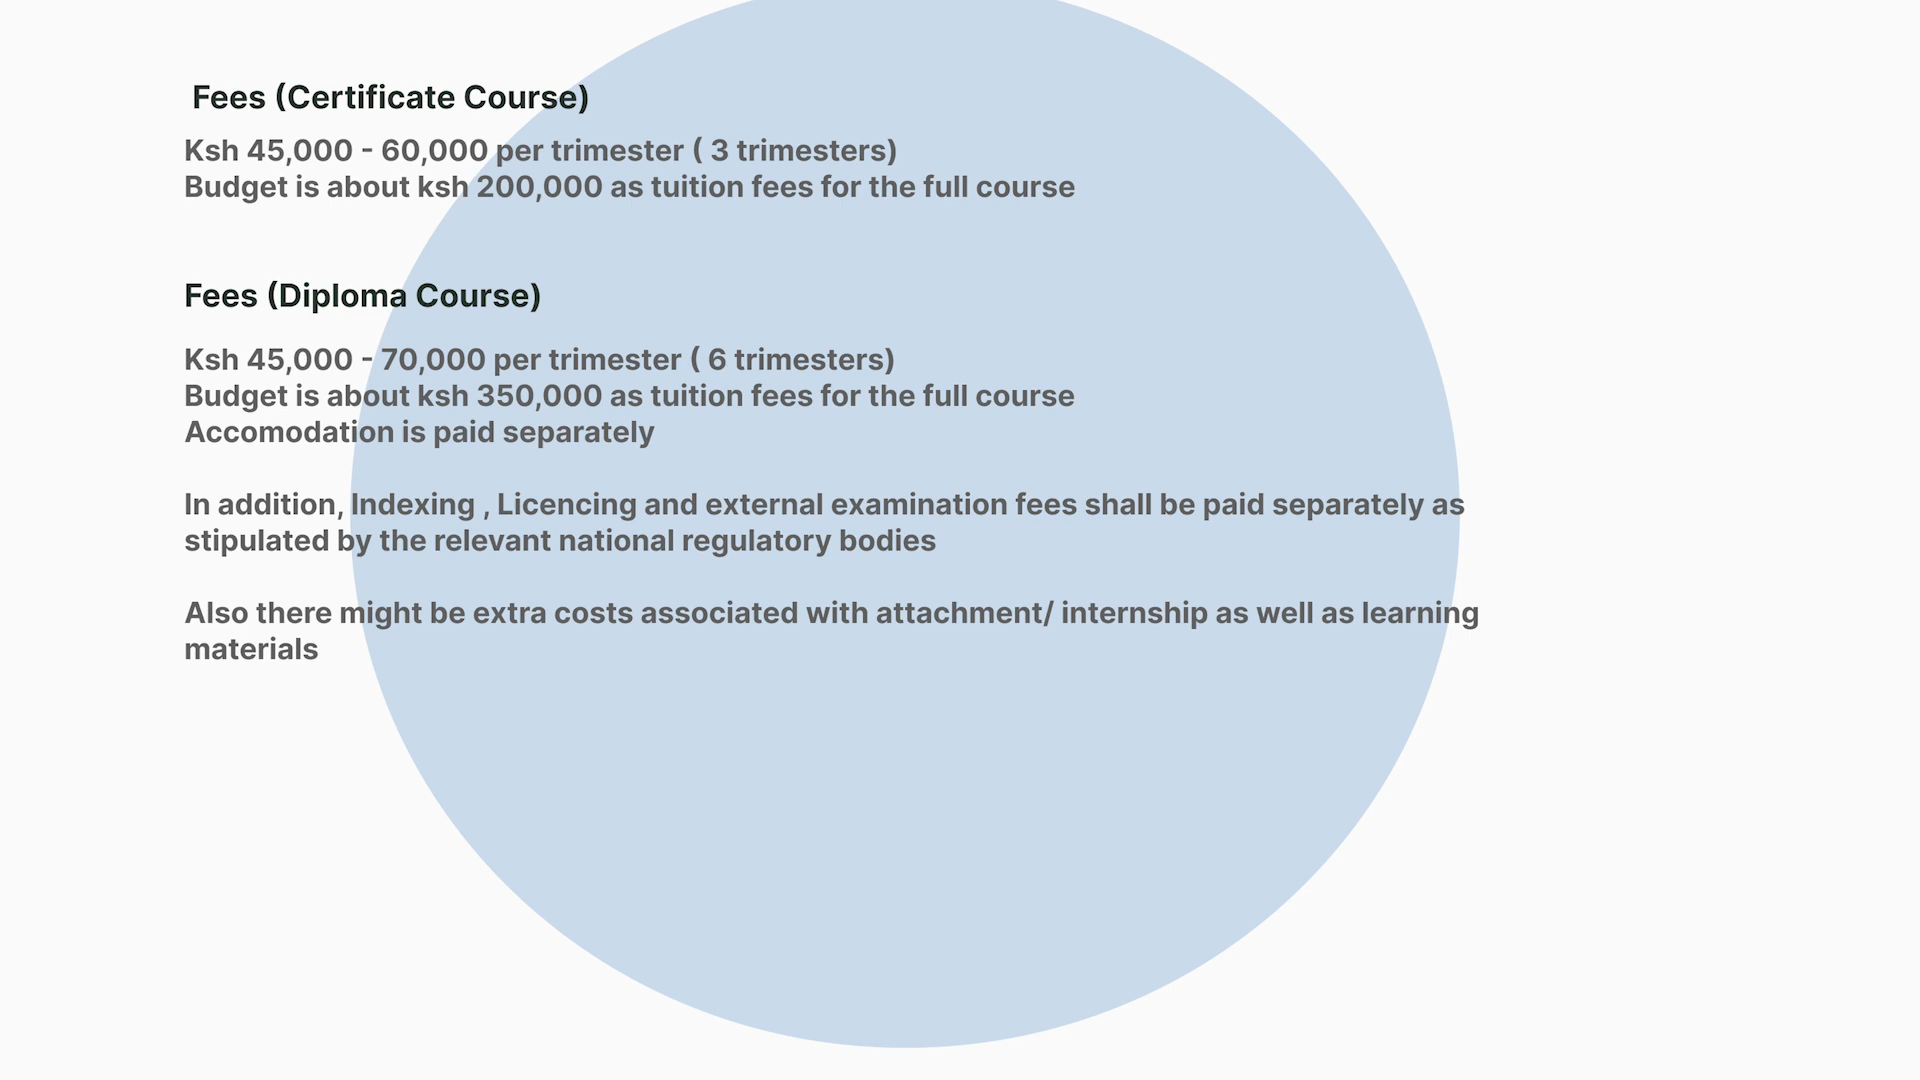 Fees (Certificate Course)
Ksh 45,000 - 60,000 per trimester ( 3 trimesters)
Budget is about ksh 200,000 as tuition fees for the full course
Fees (Diploma Course)
Ksh 45,000 - 70,000 per trimester ( 6 trimesters)
Budget is about ksh 350,000 as tuition fees for the full course
Accomodation is paid separately
In addition, Indexing , Licencing and external examination fees shall be paid separately as
stipulated by the relevant national regulatory bodies
Also there might be extra costs associated with attachment/ internship as well as learning
materials